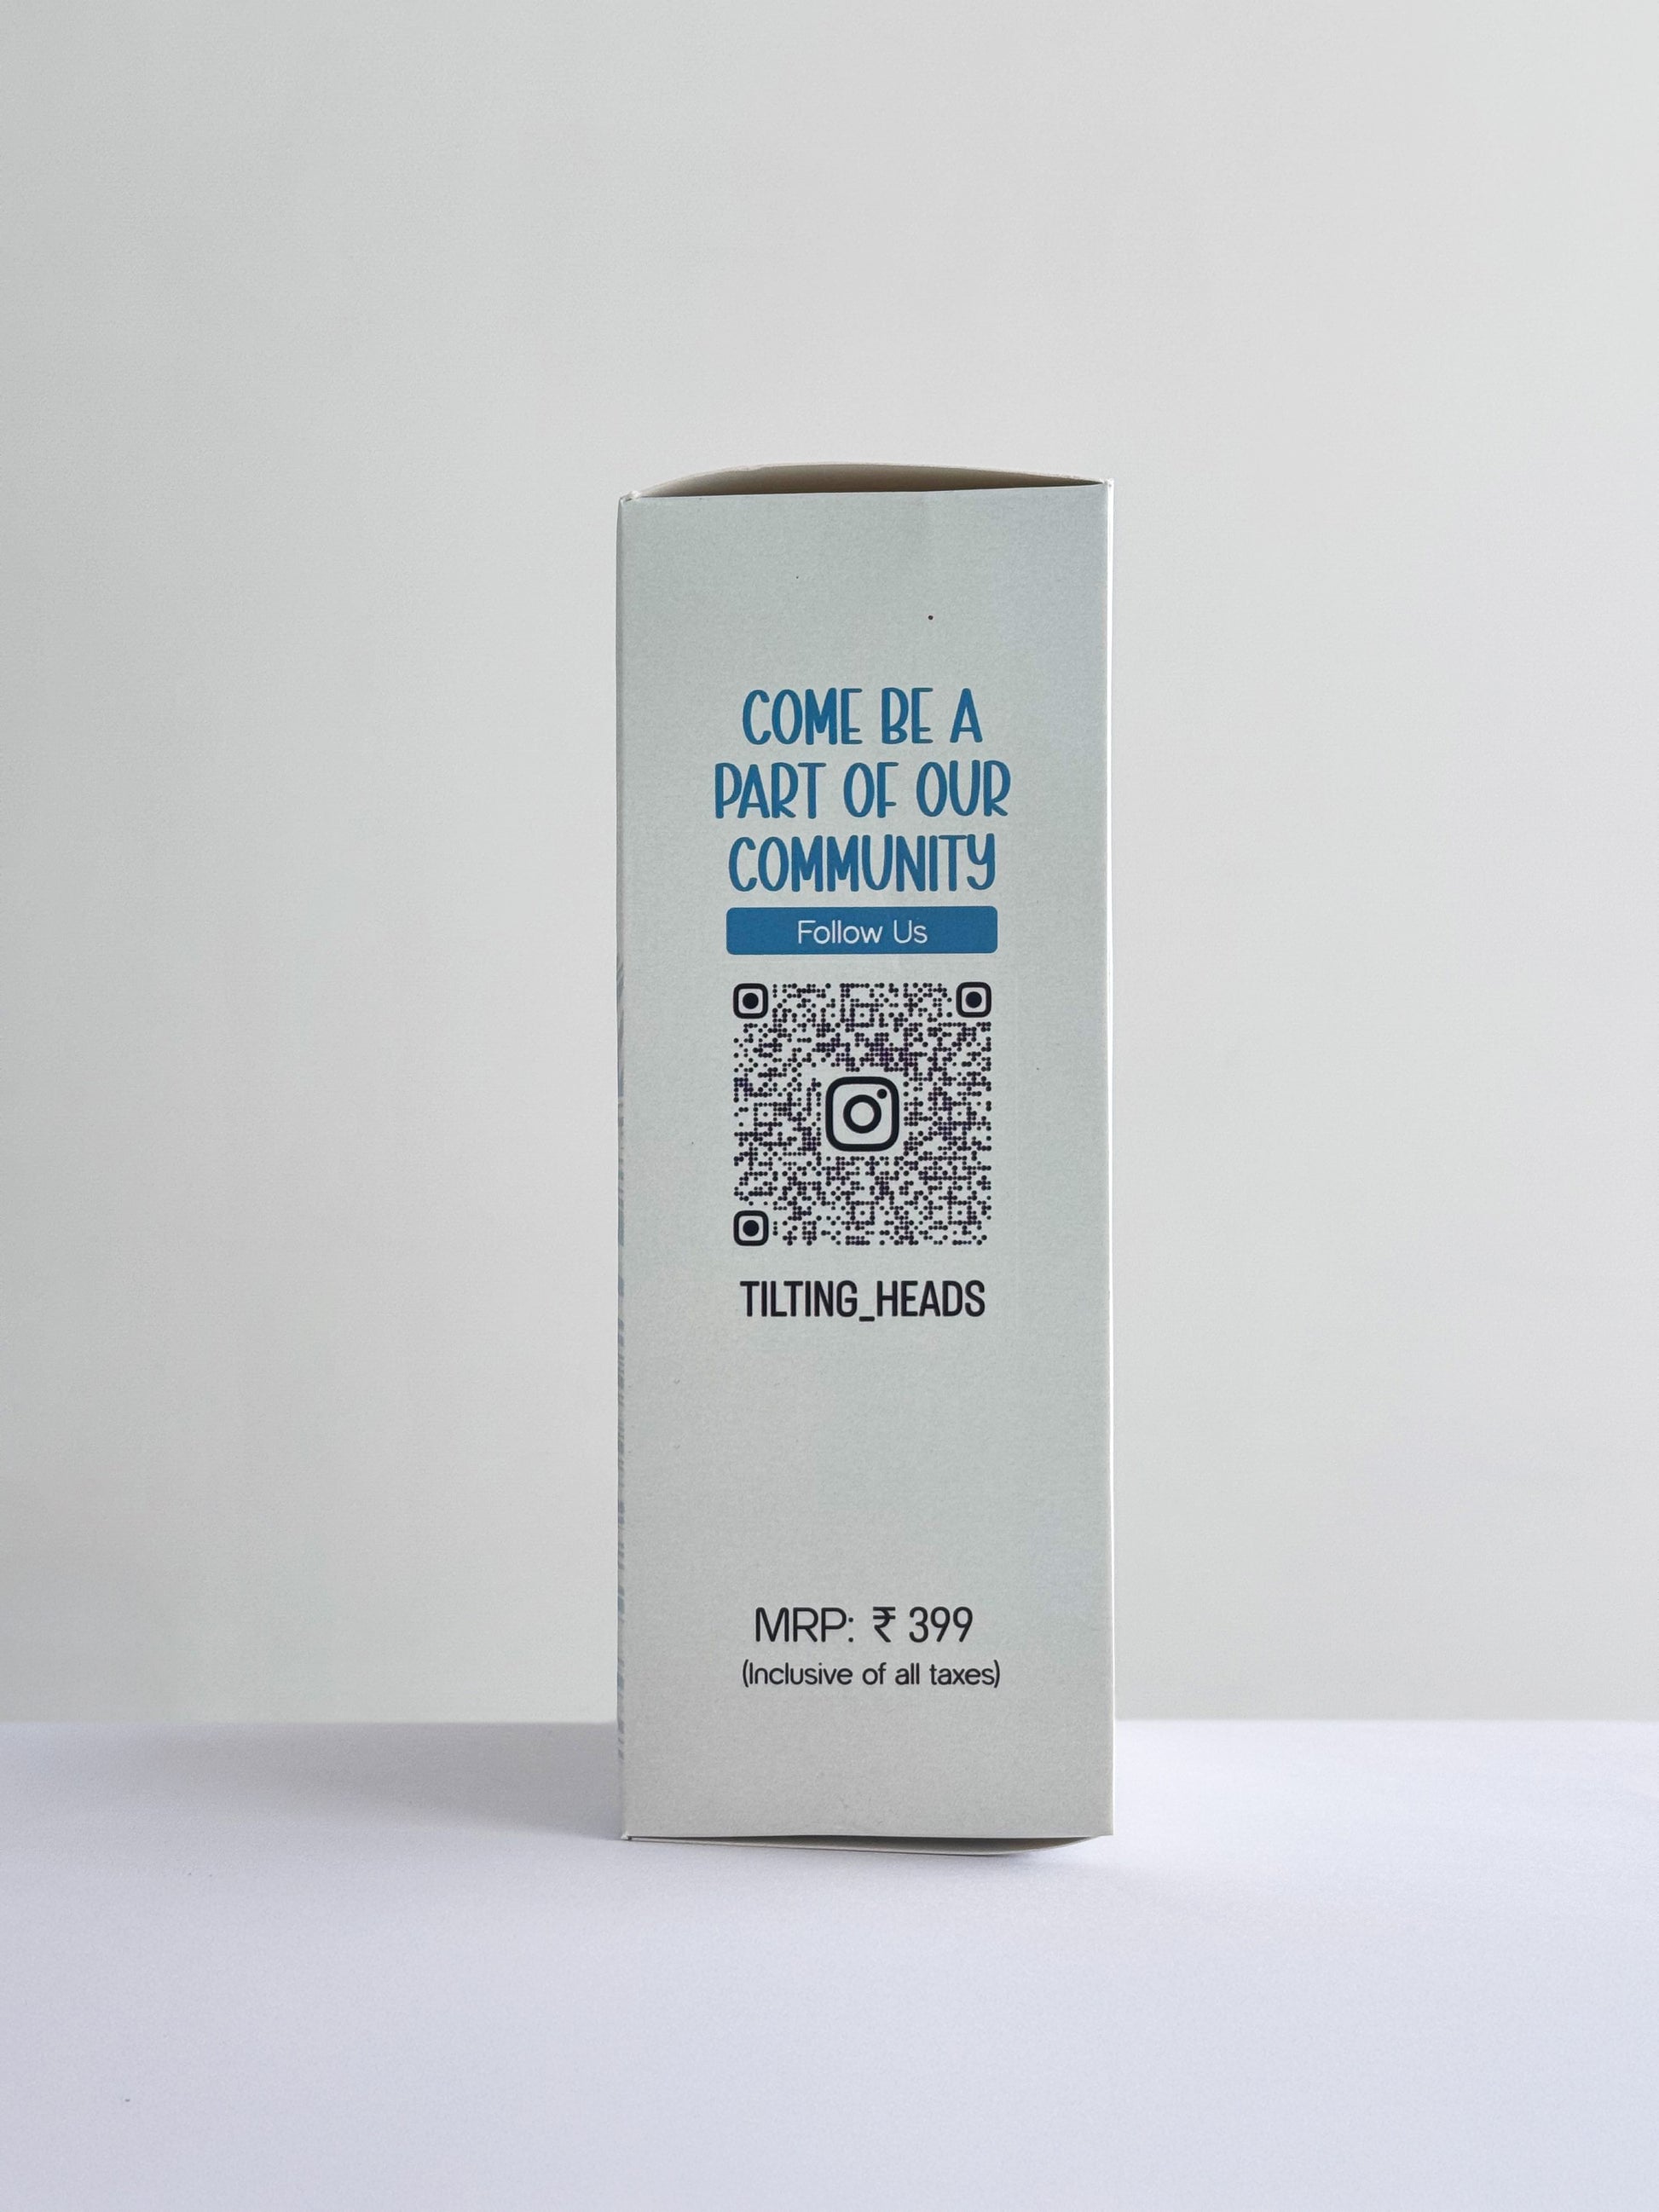 COME BE A
PART OF OUR
COMMUNITY
Follow Us
TILTING_HEADS
MRP: ₹ 399
(Inclusive of all taxes)